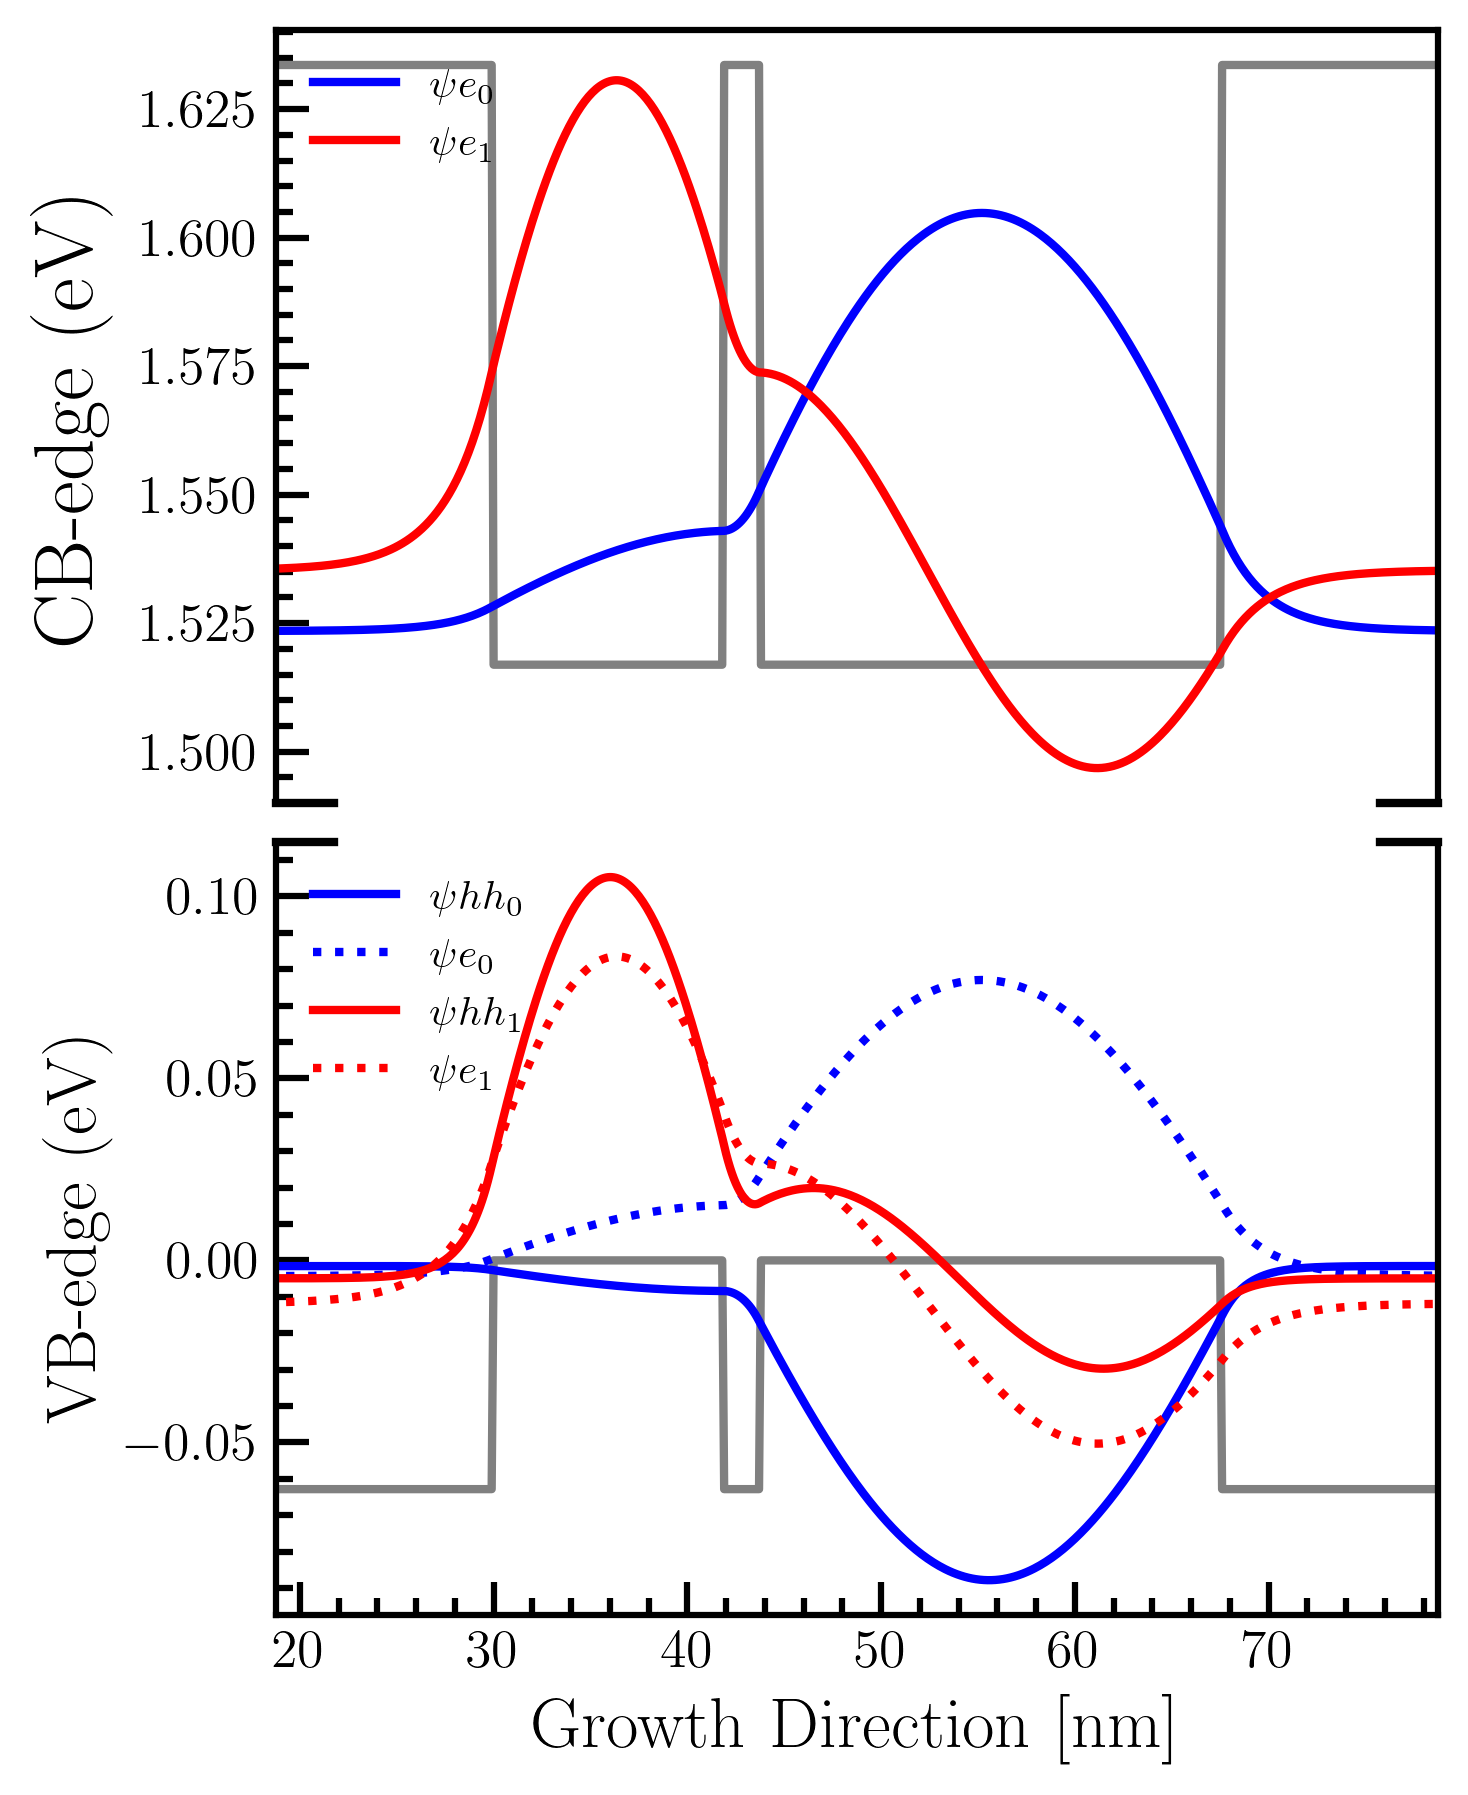 CB-edge (eV)
1.625
1.600
1.575
1.550
1.525
1.500
ψe₀
ψe₁
VB-edge (eV)
0.10
0.05
0.00
−0.05
ψhh₀
ψe₀
ψhh₁
ψe₁
20 30 40 50 60 70
Growth Direction [nm]